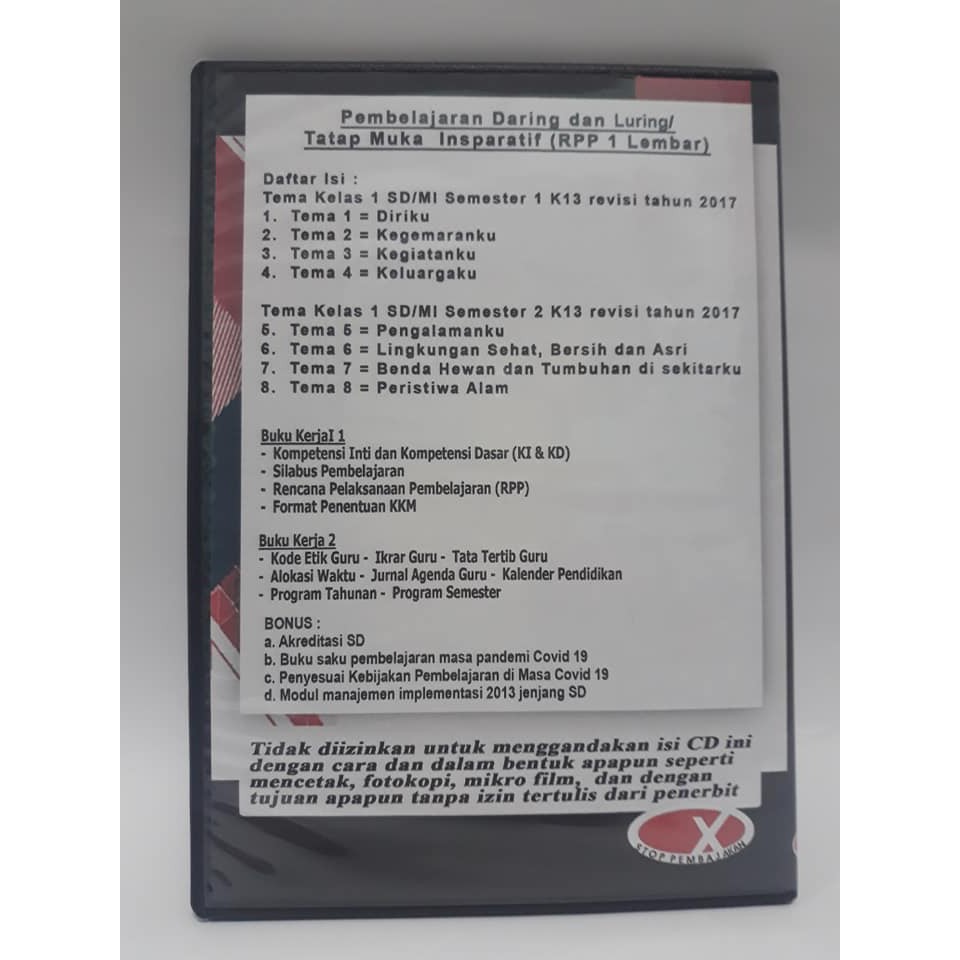 Pembelajaran Daring dan Luring/
Tatap Muka Insparatif (RPP 1 Lembar)
Daftar Isi :
Tema Kelas 1 SD/MI Semester 1 K13 revisi tahun 2017
1. Tema 1 = Diriku
2. Tema 2 = Kegemaranku
3. Tema 3 = Kegiatanku
4. Tema 4 = Keluargaku
Tema Kelas 1 SD/MI Semester 2 K13 revisi tahun 2017
5. Tema 5 = Pengalamanku
6. Tema 6 = Lingkungan Sehat, Bersih dan Asri
7. Tema 7 = Benda Hewan dan Tumbuhan di sekitarku
8. Tema 8 = Peristiwa Alam
Buku KerjaI 1
- Kompetensi Inti dan Kompetensi Dasar (KI & KD)
- Silabus Pembelajaran
- Rencana Pelaksanaan Pembelajaran (RPP)
- Format Penentuan KKM
Buku Kerja 2
- Kode Etik Guru - Ikrar Guru - Tata Tertib Guru
- Alokasi Waktu - Jurnal Agenda Guru - Kalender Pendidikan
- Program Tahunan - Program Semester
BONUS :
a. Akreditasi SD
b. Buku saku pembelajaran masa pandemi Covid 19
c. Penyesuai Kebijakan Pembelajaran di Masa Covid 19
d. Modul manajemen implementasi 2013 jenjang SD
Tidak diizinkan untuk menggandakan isi CD ini
dengan cara dan dalam bentuk apapun seperti
mencetak, fotokopi, mikro film, dan dengan
tujuan apapun tanpa izin tertulis dari penerbit
X
STOP PEMBAJAKAN